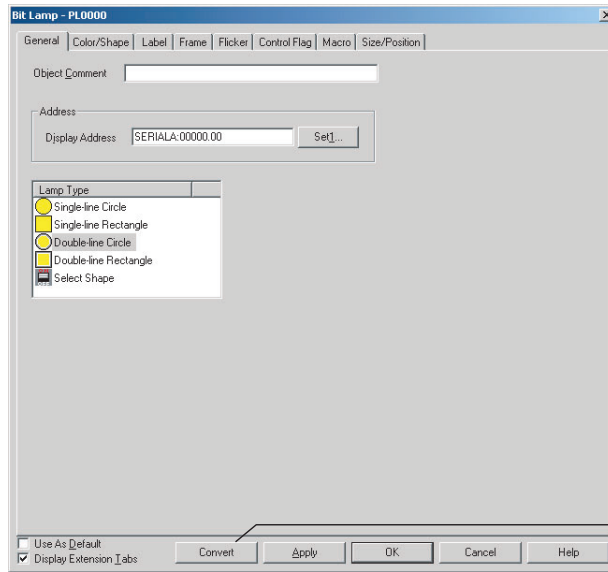 Bit Lamp - PL0000
General Color/Shape Label Frame Flicker Control Flag Macro Size/Position
Object Comment
Address
Display Address SERIALA:00000.00 Set1...
Lamp Type
Single-line Circle
Single-line Rectangle
Double-line Circle
Double-line Rectangle
Select Shape
Use As Default
Display Extension Tabs
Convert Apply OK Cancel Help